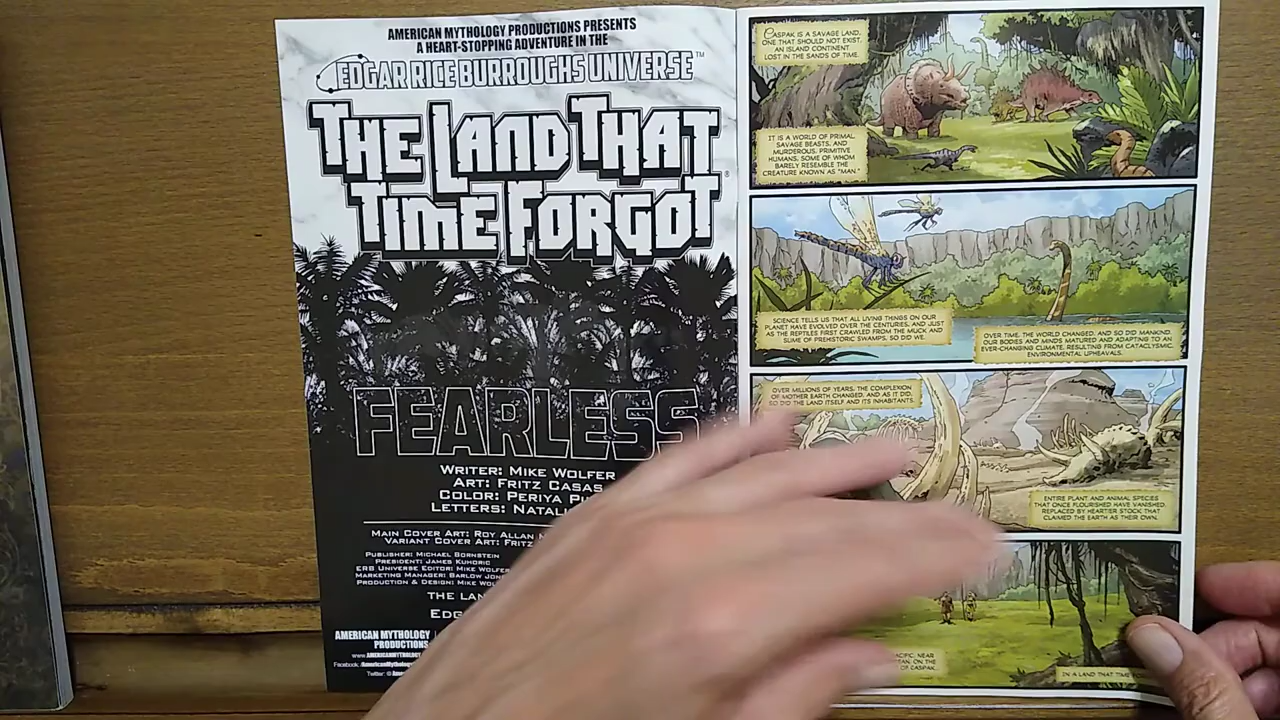 AMERICAN MYTHOLOGY PRODUCTIONS PRESENTS
A HEART-STOPPING ADVENTURE IN THE
EDGAR RICE BURROUGHS UNIVERSE™
THE LAND THAT
TIME FORGOT®
FEARLESS
WRITER: MIKE WOLFER
ART: FRITZ CASAS
COLOR: PERIYA
LETTERS:
MAIN COVER ART: ROY ALLAN
VARIANT COVER ART: FRITZ
PUBLISHER: MICHAEL BORNSTEIN
PRESIDENT: JAMES KUHORIC
ERB UNIVERSE EDITOR: MIKE WOLFER
MARKETING MANAGER: BARLOW
PRODUCTION & DESIGN: MIKE
THE
AMERICAN MYTHOLOGY
PRODUCTIONS
Facebook:
Twitter:
CASPAK IS A SAVAGE LAND,
ONE THAT SHOULD NOT EXIST.
AN ISLAND CONTINENT
LOST IN THE SANDS OF TIME.
IT IS A WORLD OF PRIMAL
SAVAGE BEASTS, AND
MURDEROUS, PRIMITIVE
HUMANS, SOME OF WHOM
BARELY RESEMBLE THE
CREATURE KNOWN AS "MAN."
SCIENCE TELLS US THAT ALL LIVING THINGS ON OUR
PLANET HAVE EVOLVED OVER THE CENTURIES, AND JUST
AS THE REPTILES FIRST CRAWLED FROM THE MUCK AND
SLIME OF PREHISTORIC SWAMPS, SO DID WE.
OVER TIME, THE WORLD CHANGED, AND SO DID MANKIND.
OUR BODIES AND MINDS MATURED AND ADAPTING TO AN
EVER-CHANGING CLIMATE, RESULTING FROM CATACLYSMIC,
ENVIRONMENTAL UPHEAVALS.
OVER MILLIONS OF YEARS, THE COMPLEXION
OF MOTHER EARTH CHANGED, AND AS IT DID,
SO DID THE LAND ITSELF AND ITS INHABITANTS.
ENTIRE PLANT AND ANIMAL SPECIES
THAT ONCE FLOURISHED HAVE VANISHED,
REPLACED BY HEARTIER STOCK THAT
CLAIMED THE EARTH AS THEIR OWN.
NEAR
ON THE
OF CASPAK.
IN A LAND THAT TIME